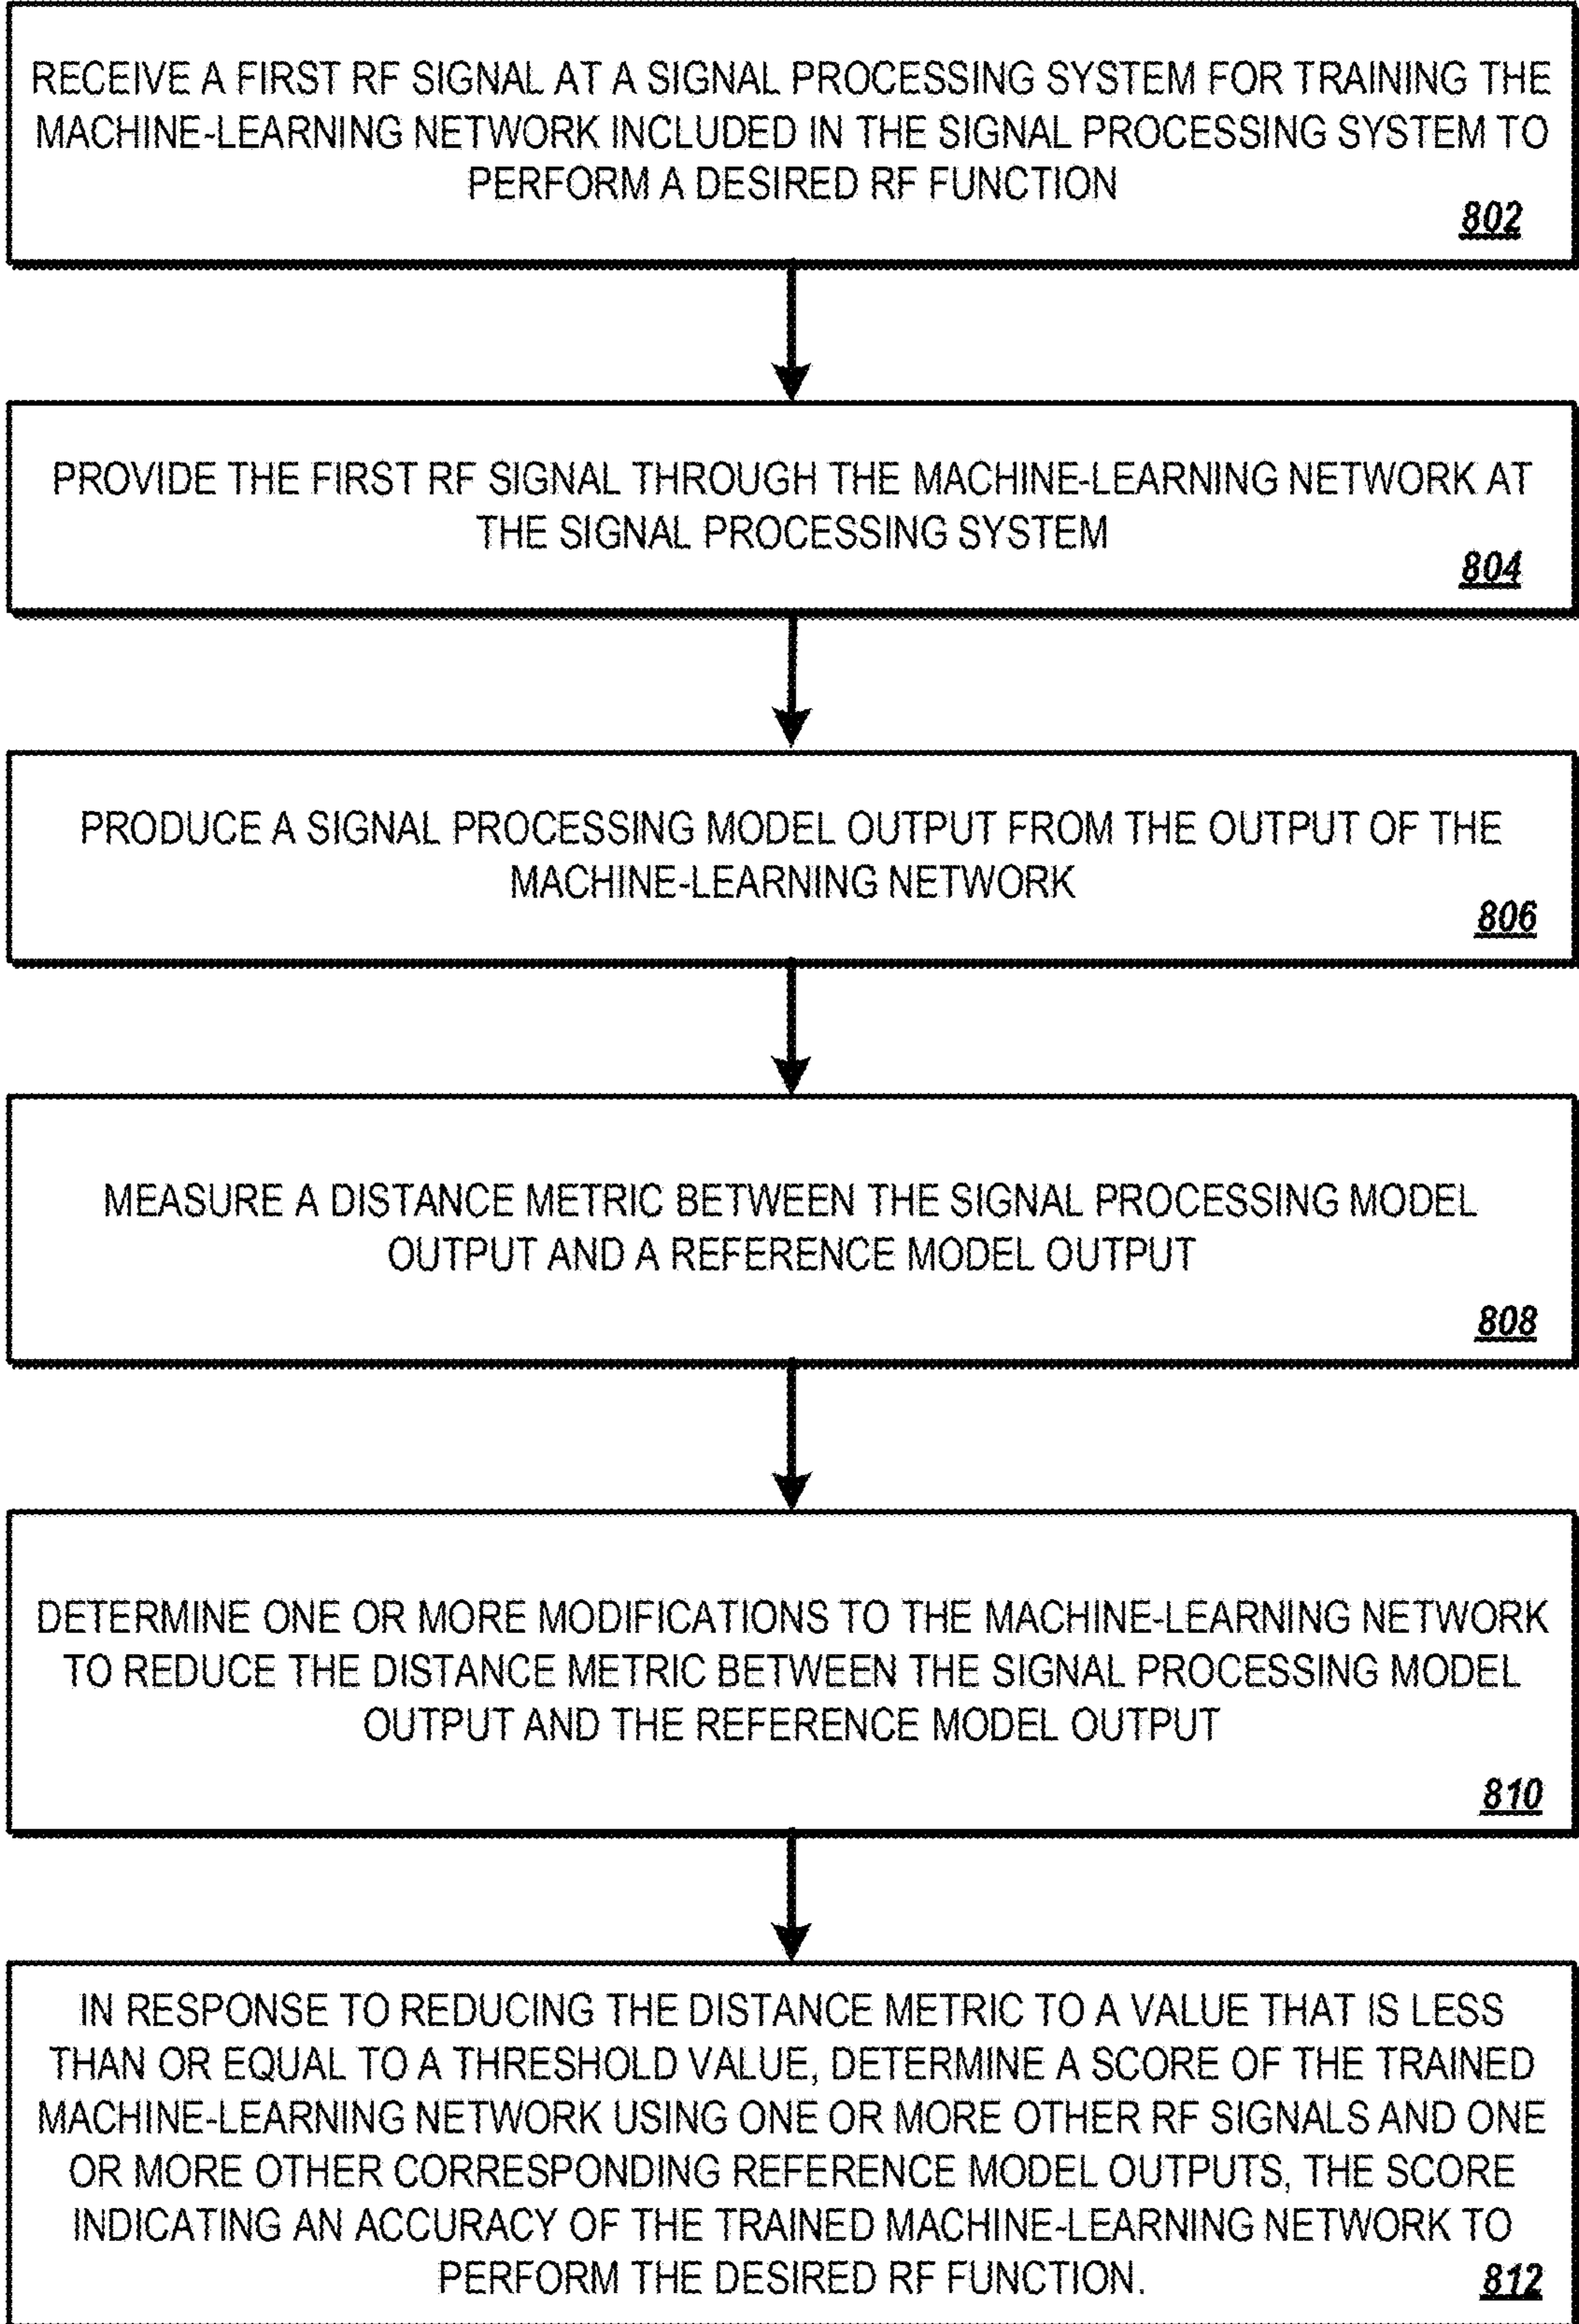 RECEIVE A FIRST RF SIGNAL AT A SIGNAL PROCESSING SYSTEM FOR TRAINING THE
MACHINE-LEARNING NETWORK INCLUDED IN THE SIGNAL PROCESSING SYSTEM TO
PERFORM A DESIRED RF FUNCTION
802
PROVIDE THE FIRST RF SIGNAL THROUGH THE MACHINE-LEARNING NETWORK AT
THE SIGNAL PROCESSING SYSTEM
804
PRODUCE A SIGNAL PROCESSING MODEL OUTPUT FROM THE OUTPUT OF THE
MACHINE-LEARNING NETWORK
806
MEASURE A DISTANCE METRIC BETWEEN THE SIGNAL PROCESSING MODEL
OUTPUT AND A REFERENCE MODEL OUTPUT
808
DETERMINE ONE OR MORE MODIFICATIONS TO THE MACHINE-LEARNING NETWORK
TO REDUCE THE DISTANCE METRIC BETWEEN THE SIGNAL PROCESSING MODEL
OUTPUT AND THE REFERENCE MODEL OUTPUT
810
IN RESPONSE TO REDUCING THE DISTANCE METRIC TO A VALUE THAT IS LESS
THAN OR EQUAL TO A THRESHOLD VALUE, DETERMINE A SCORE OF THE TRAINED
MACHINE-LEARNING NETWORK USING ONE OR MORE OTHER RF SIGNALS AND ONE
OR MORE OTHER CORRESPONDING REFERENCE MODEL OUTPUTS, THE SCORE
INDICATING AN ACCURACY OF THE TRAINED MACHINE-LEARNING NETWORK TO
PERFORM THE DESIRED RF FUNCTION.
812